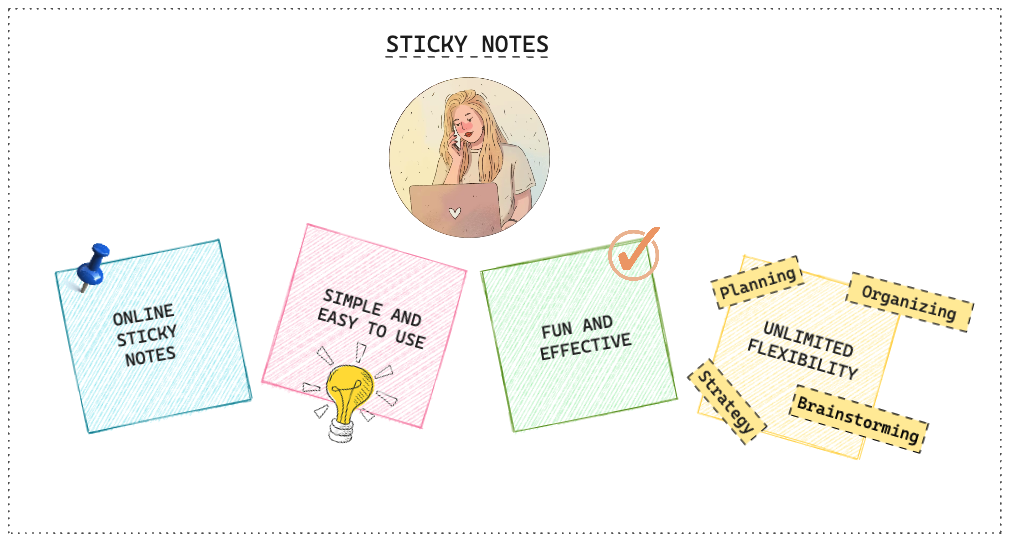 STICKY NOTES
ONLINE
STICKY
NOTES
SIMPLE AND
EASY TO USE
FUN AND
EFFECTIVE
Planning
Organizing
UNLIMITED
FLEXIBILITY
Strategy
Brainstorming